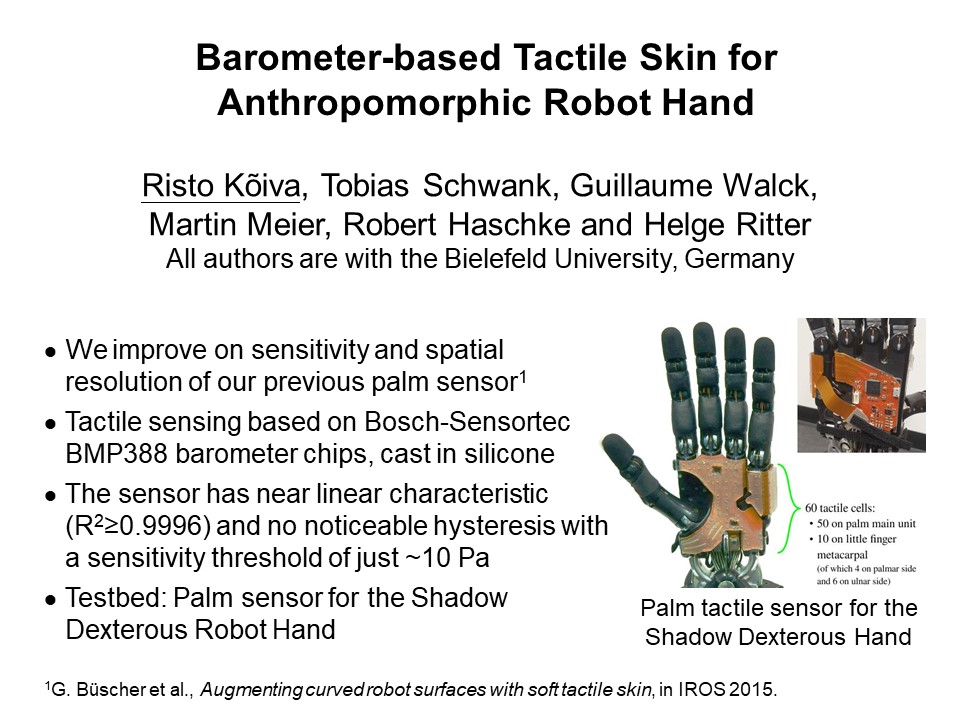 Barometer-based Tactile Skin for
Anthropomorphic Robot Hand
Risto Kõiva, Tobias Schwank, Guillaume Walck,
Martin Meier, Robert Haschke and Helge Ritter
All authors are with the Bielefeld University, Germany
● We improve on sensitivity and spatial
resolution of our previous palm sensor¹
● Tactile sensing based on Bosch-Sensortec
BMP388 barometer chips, cast in silicone
● The sensor has near linear characteristic
(R²≥0.9996) and no noticeable hysteresis with
a sensitivity threshold of just ~10 Pa
● Testbed: Palm sensor for the Shadow
Dexterous Robot Hand
60 tactile cells:
• 50 on palm main unit
• 10 on little finger
metacarpal
(of which 4 on palmar side
and 6 on ulnar side)
Palm tactile sensor for the
Shadow Dexterous Hand
¹G. Büscher et al., Augmenting curved robot surfaces with soft tactile skin, in IROS 2015.